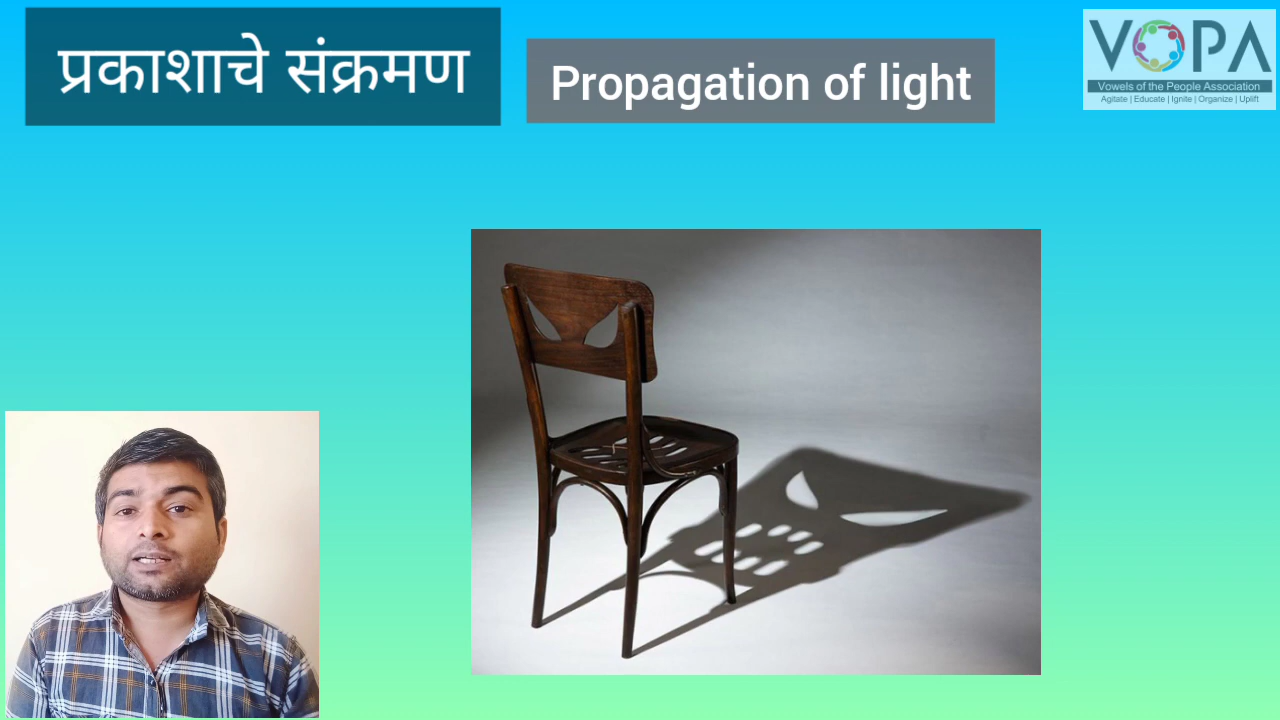 प्रकाशाचे संक्रमण
Propagation of light
VOPA
Vowels of the People Association
Agitate | Educate | Ignite | Organize | Uplift